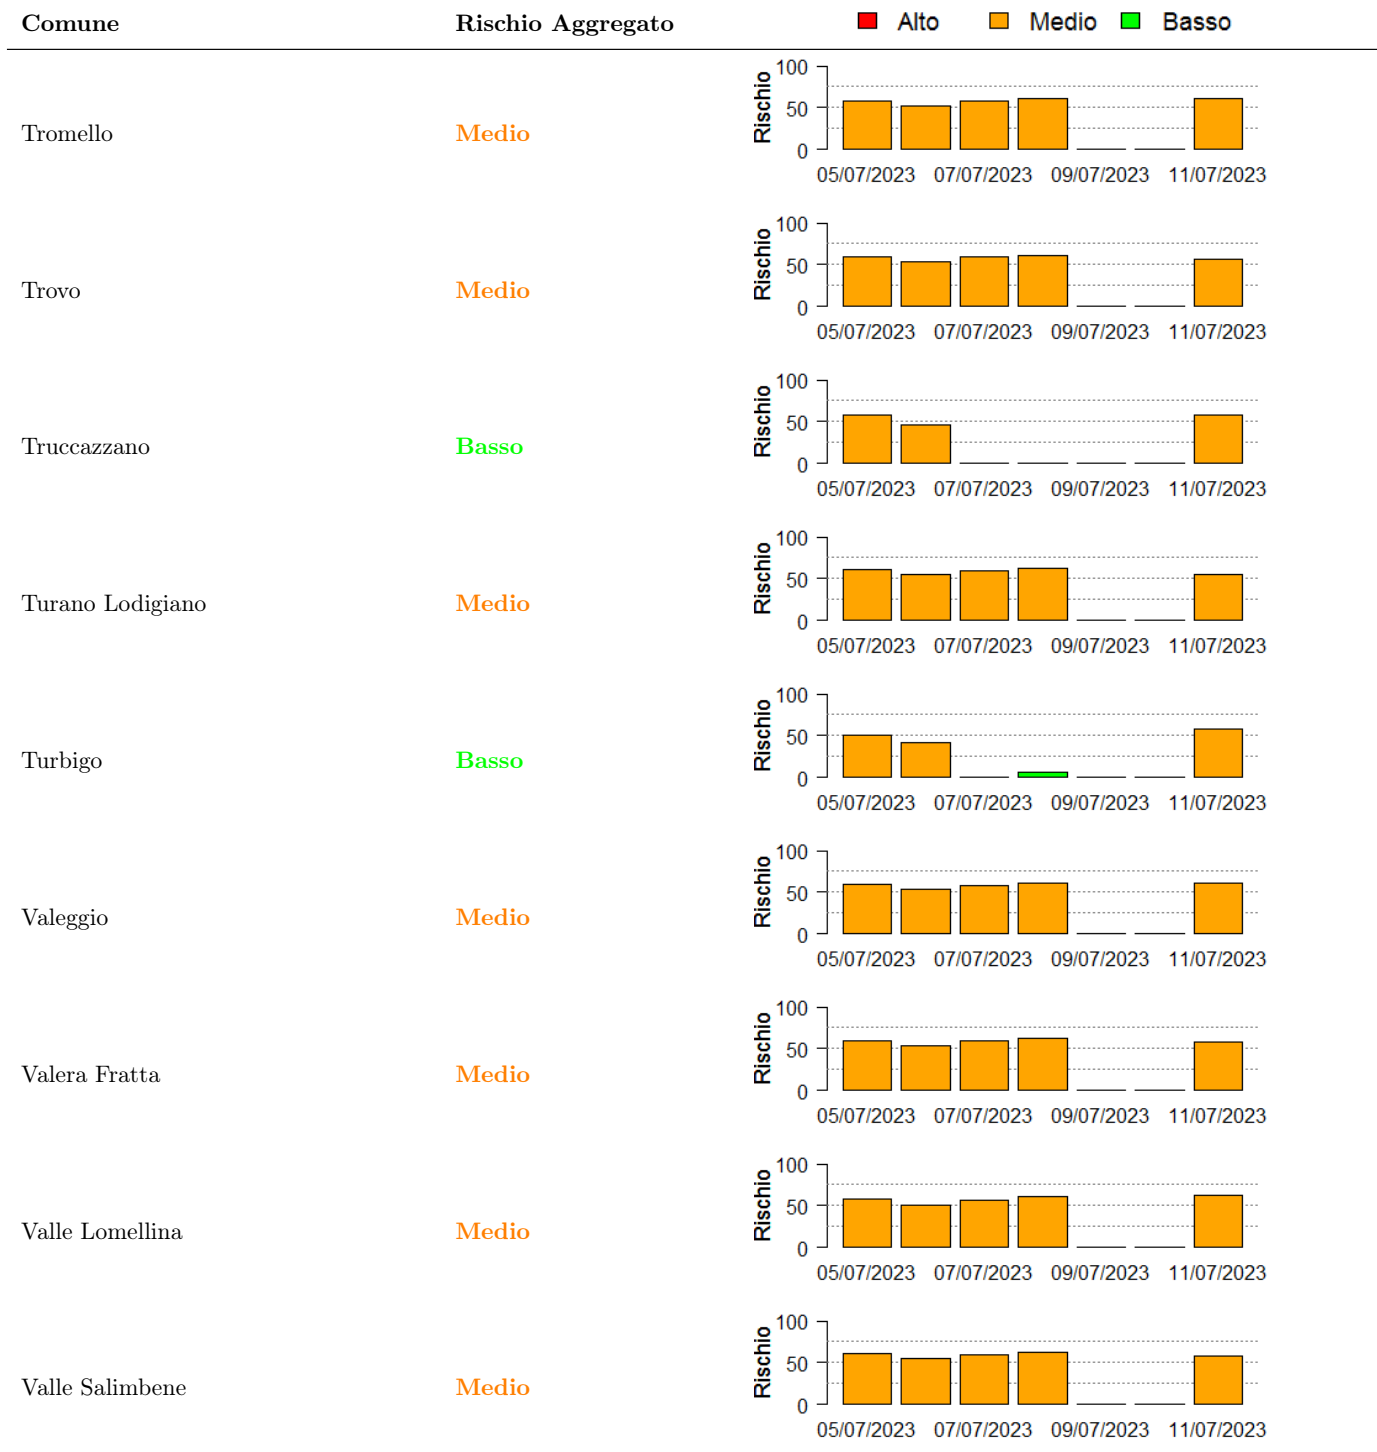 Comune Rischio Aggregato Alto Medio Basso
100
50
0
Rischio
Tromello Medio
05/07/2023 07/07/2023 09/07/2023 11/07/2023
100
50
0
Rischio
Trovo Medio
05/07/2023 07/07/2023 09/07/2023 11/07/2023
100
50
0
Rischio
Truccazzano Basso
05/07/2023 07/07/2023 09/07/2023 11/07/2023
100
50
0
Rischio
Turano Lodigiano Medio
05/07/2023 07/07/2023 09/07/2023 11/07/2023
100
50
0
Rischio
Turbigo Basso
05/07/2023 07/07/2023 09/07/2023 11/07/2023
100
50
0
Rischio
Valeggio Medio
05/07/2023 07/07/2023 09/07/2023 11/07/2023
100
50
0
Rischio
Valera Fratta Medio
05/07/2023 07/07/2023 09/07/2023 11/07/2023
100
50
0
Rischio
Valle Lomellina Medio
05/07/2023 07/07/2023 09/07/2023 11/07/2023
100
50
0
Rischio
Valle Salimbene Medio
05/07/2023 07/07/2023 09/07/2023 11/07/2023